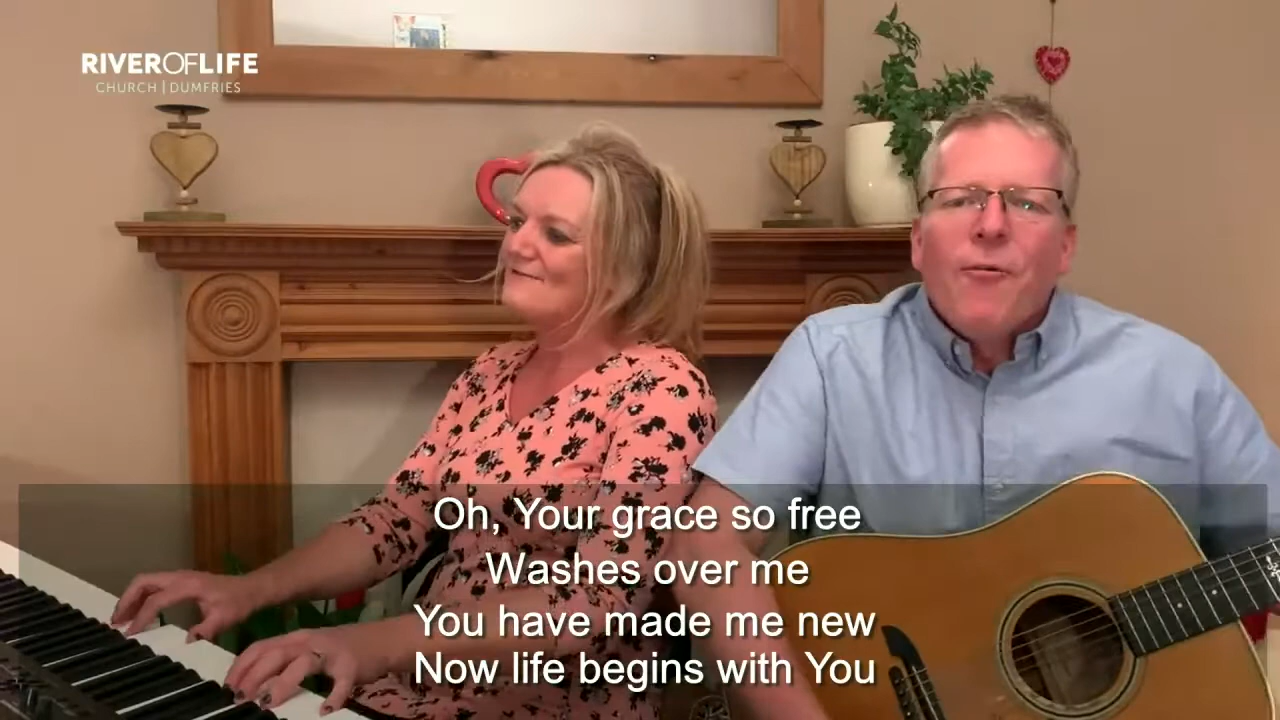 RIVEROFLIFE
CHURCH | DUMFRIES
Oh, Your grace so free
Washes over me
You have made me new
Now life begins with You